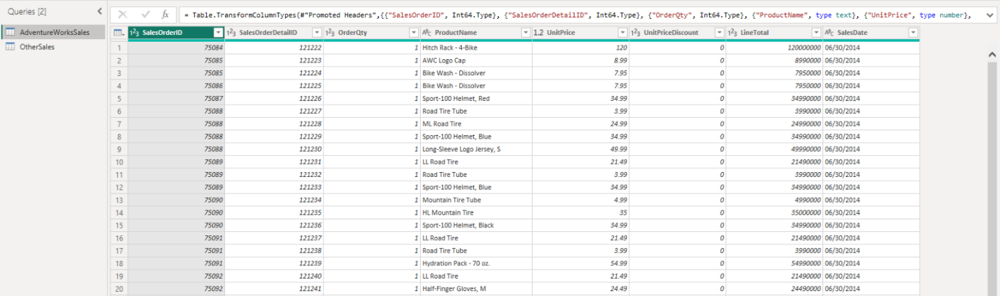 Queries [2]
= Table.TransformColumnTypes(#"Promoted Headers",{{"SalesOrderID", Int64.Type}, {"SalesOrderDetailID", Int64.Type}, {"OrderQty", Int64.Type}, {"ProductName", type text}, {"UnitPrice", type number},
AdventureWorksSales
OtherSales
123 SalesOrderID 123 SalesOrderDetailID 123 OrderQty ABC ProductName 1.2 UnitPrice 123 UnitPriceDiscount 123 LineTotal ABC SalesDate
1 75084 121222 1 Hitch Rack - 4-Bike 120 0 120000000 06/30/2014
2 75085 121223 1 AWC Logo Cap 8.99 0 8990000 06/30/2014
3 75085 121224 1 Bike Wash - Dissolver 7.95 0 7950000 06/30/2014
4 75086 121225 1 Bike Wash - Dissolver 7.95 0 7950000 06/30/2014
5 75087 121226 1 Sport-100 Helmet, Red 34.99 0 34990000 06/30/2014
6 75088 121227 1 Road Tire Tube 3.99 0 3990000 06/30/2014
7 75088 121228 1 ML Road Tire 24.99 0 24990000 06/30/2014
8 75088 121229 1 Sport-100 Helmet, Blue 34.99 0 34990000 06/30/2014
9 75088 121230 1 Long-Sleeve Logo Jersey, S 49.99 0 49990000 06/30/2014
10 75089 121231 1 LL Road Tire 21.49 0 21490000 06/30/2014
11 75089 121232 1 Road Tire Tube 3.99 0 3990000 06/30/2014
12 75089 121233 1 Sport-100 Helmet, Blue 34.99 0 34990000 06/30/2014
13 75090 121234 1 Mountain Tire Tube 4.99 0 4990000 06/30/2014
14 75090 121235 1 HL Mountain Tire 35 0 35000000 06/30/2014
15 75090 121236 1 Sport-100 Helmet, Black 34.99 0 34990000 06/30/2014
16 75091 121237 1 LL Road Tire 21.49 0 21490000 06/30/2014
17 75091 121238 1 Road Tire Tube 3.99 0 3990000 06/30/2014
18 75091 121239 1 Hydration Pack - 70 oz. 54.99 0 54990000 06/30/2014
19 75092 121240 1 LL Road Tire 21.49 0 21490000 06/30/2014
20 75092 121241 1 Half-Finger Gloves, M 24.49 0 24490000 06/30/2014